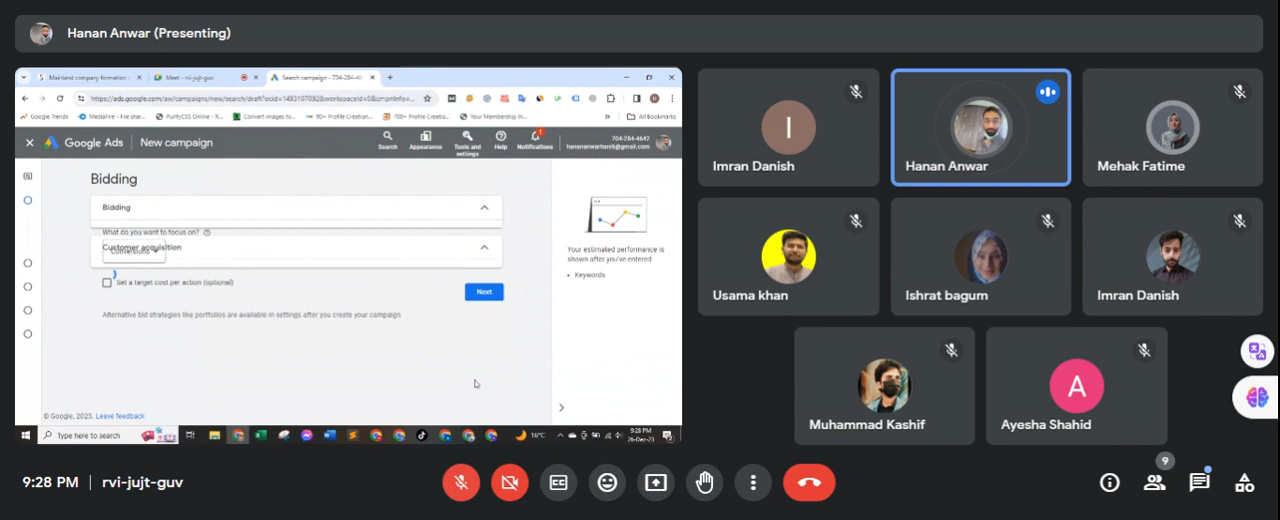 Hanan Anwar (Presenting)
Mainland company formation -
Meet - rvi-jujt-guv
Search campaign - 704-284-46
https://ads.google.com/aw/campaigns/new/search/draft?ocid=1493107092&workspaceId=0&cmpnInfo=...
Google Trends
MediaFire - File shar...
PurifyCSS Online - R...
Convert images to...
90+ Profile Creation...
700+ Profile Creatio...
Your Membership in...
»
All Bookmarks
Google Ads
New campaign
Search
Appearance
Tools and settings
Help
Notifications
704-284-4642
hanananwarhani6@gmail.com
Bidding
Bidding
What do you want to focus on?
Customer acquisition
Conversions
Set a target cost per action (optional)
Next
Alternative bid strategies like portfolios are available in settings after you create your campaign
Your estimated performance is
shown after you've entered
• Keywords
© Google, 2023. Leave feedback.
Type here to search
16°C
9:28 PM
26-Dec-23
I
Imran Danish
Hanan Anwar
Mehak Fatime
Usama khan
Ishrat bagum
Imran Danish
Muhammad Kashif
A
Ayesha Shahid
9:28 PM | rvi-jujt-guv
CC
9